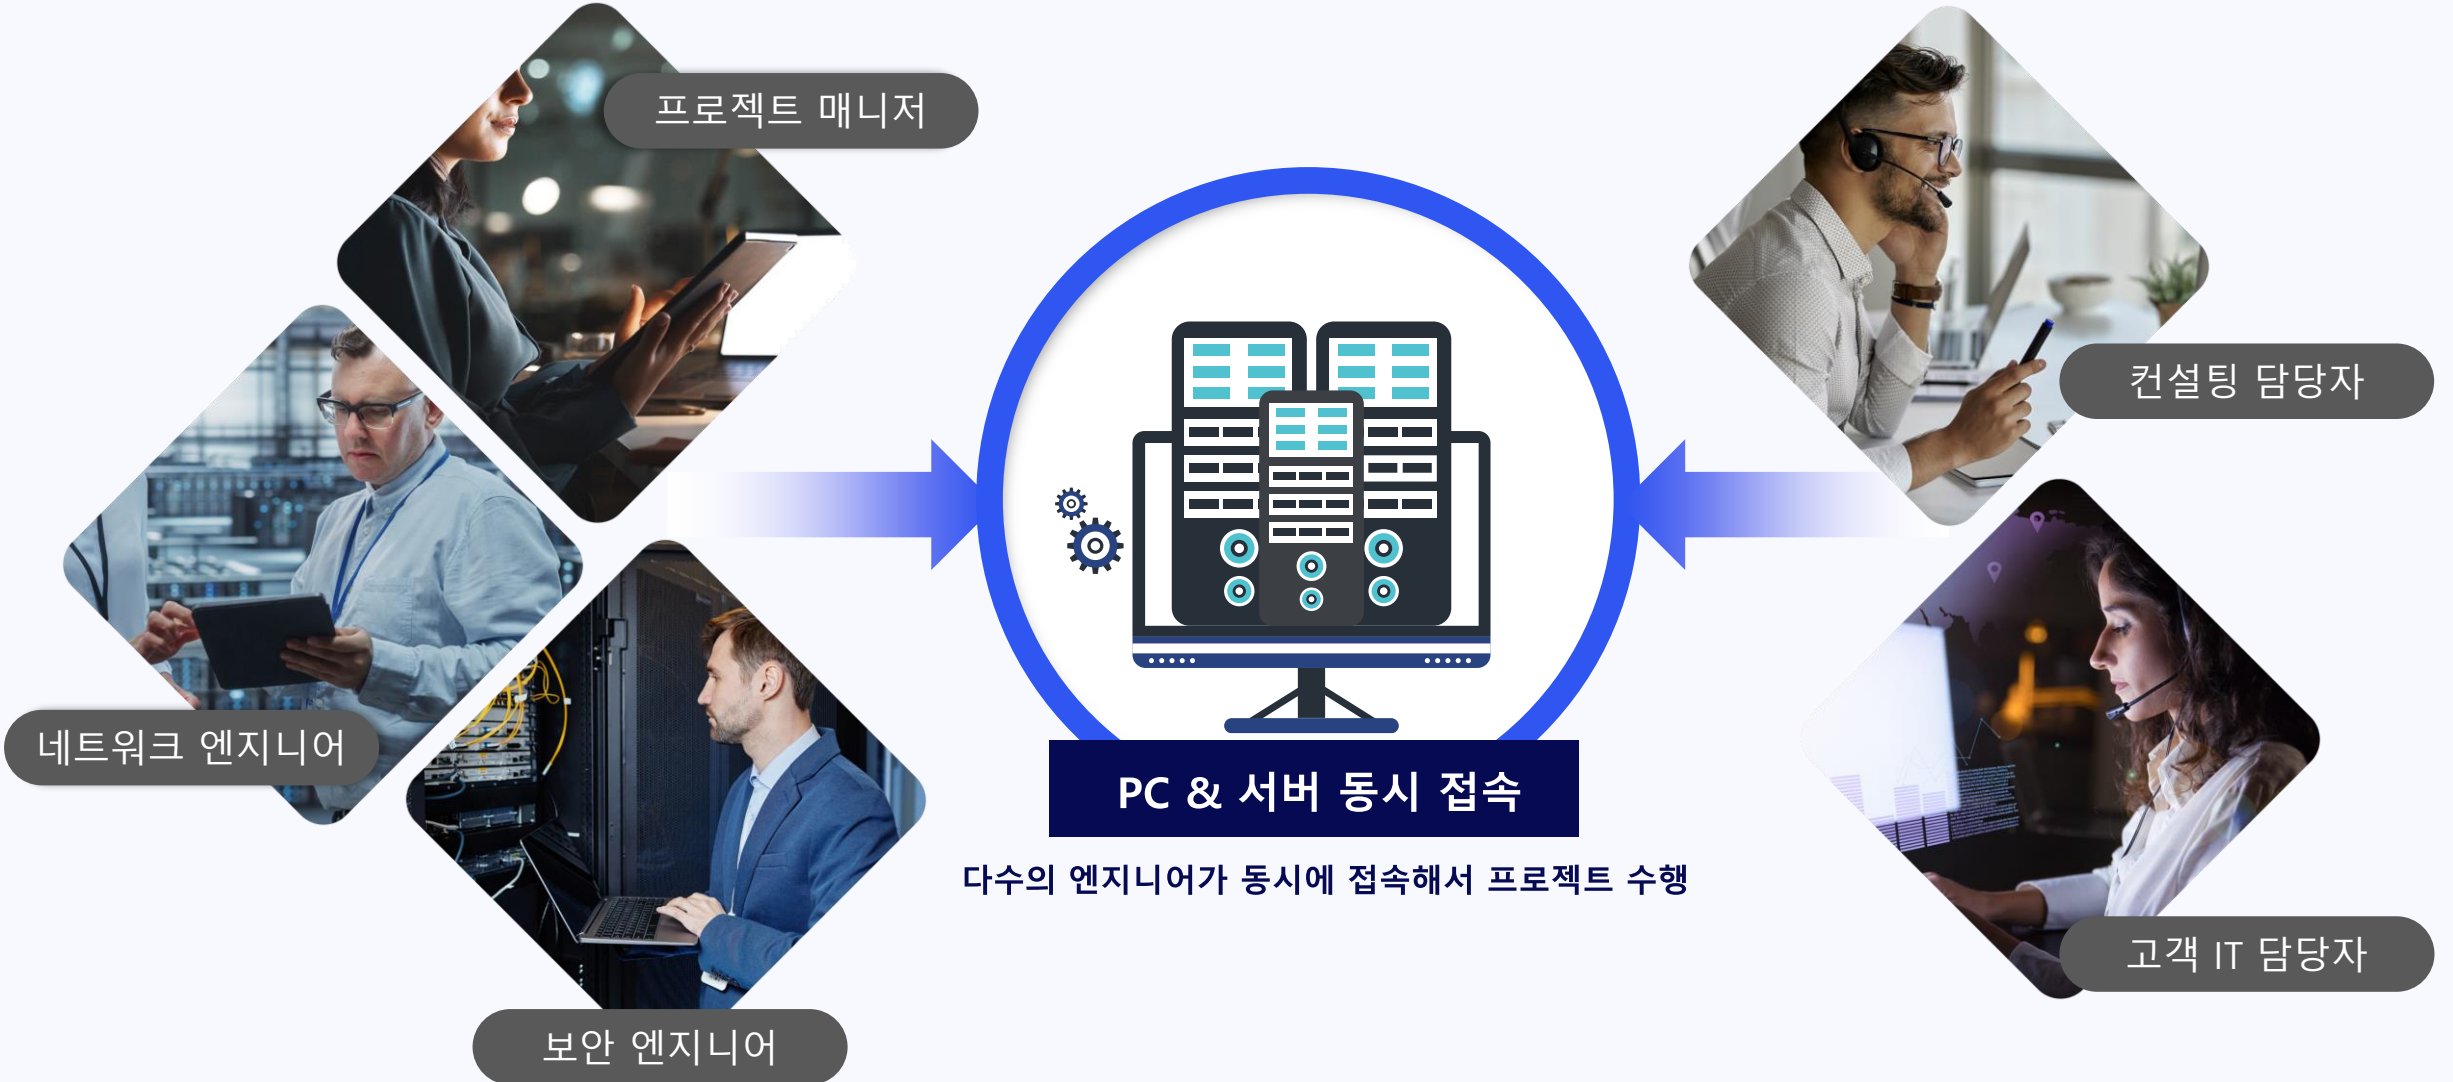 프로젝트 매니저
컨설팅 담당자
네트워크 엔지니어
PC & 서버 동시 접속
다수의 엔지니어가 동시에 접속해서 프로젝트 수행
고객 IT 담당자
보안 엔지니어